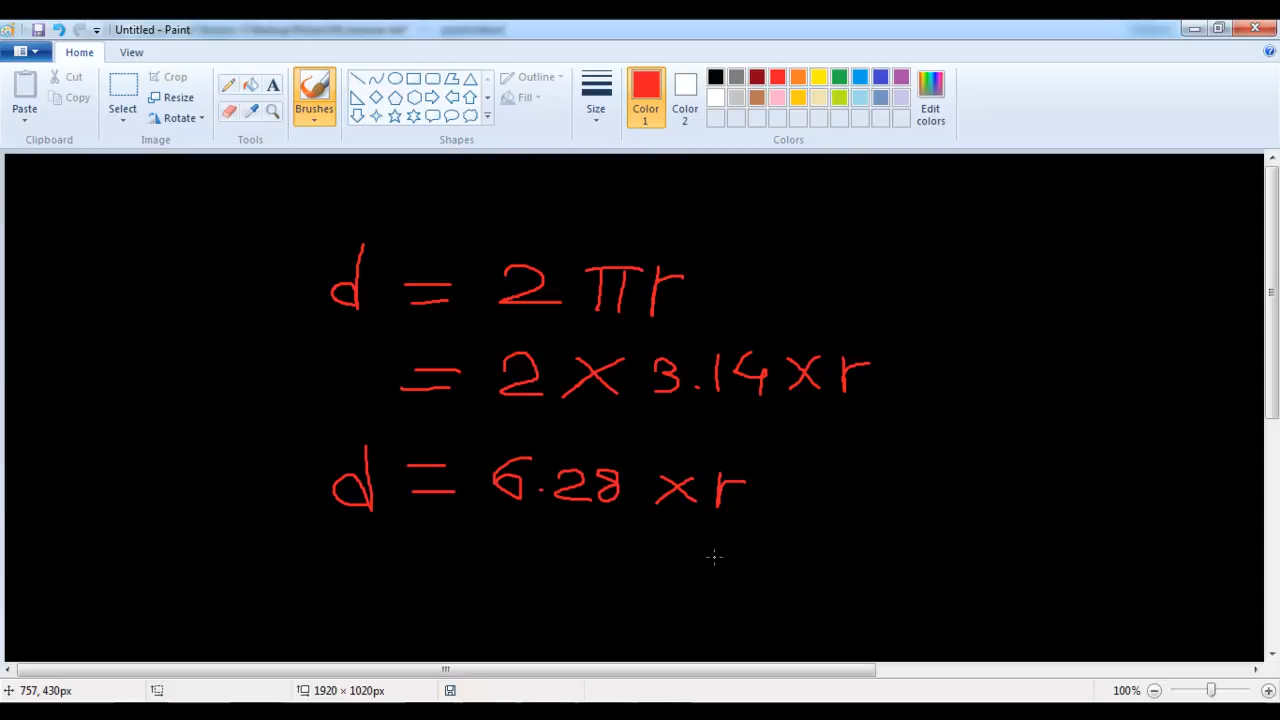 Untitled - Paint
Home View
Paste Cut Copy Clipboard
Select Crop Resize Rotate Image
Tools
Brushes
Shapes Outline Fill
Size
Color 1 Color 2 Edit colors Colors
d = 2 π r
= 2 × 3.14 × r
d = 6.28 × r
757, 430px 1920 × 1020px 100%